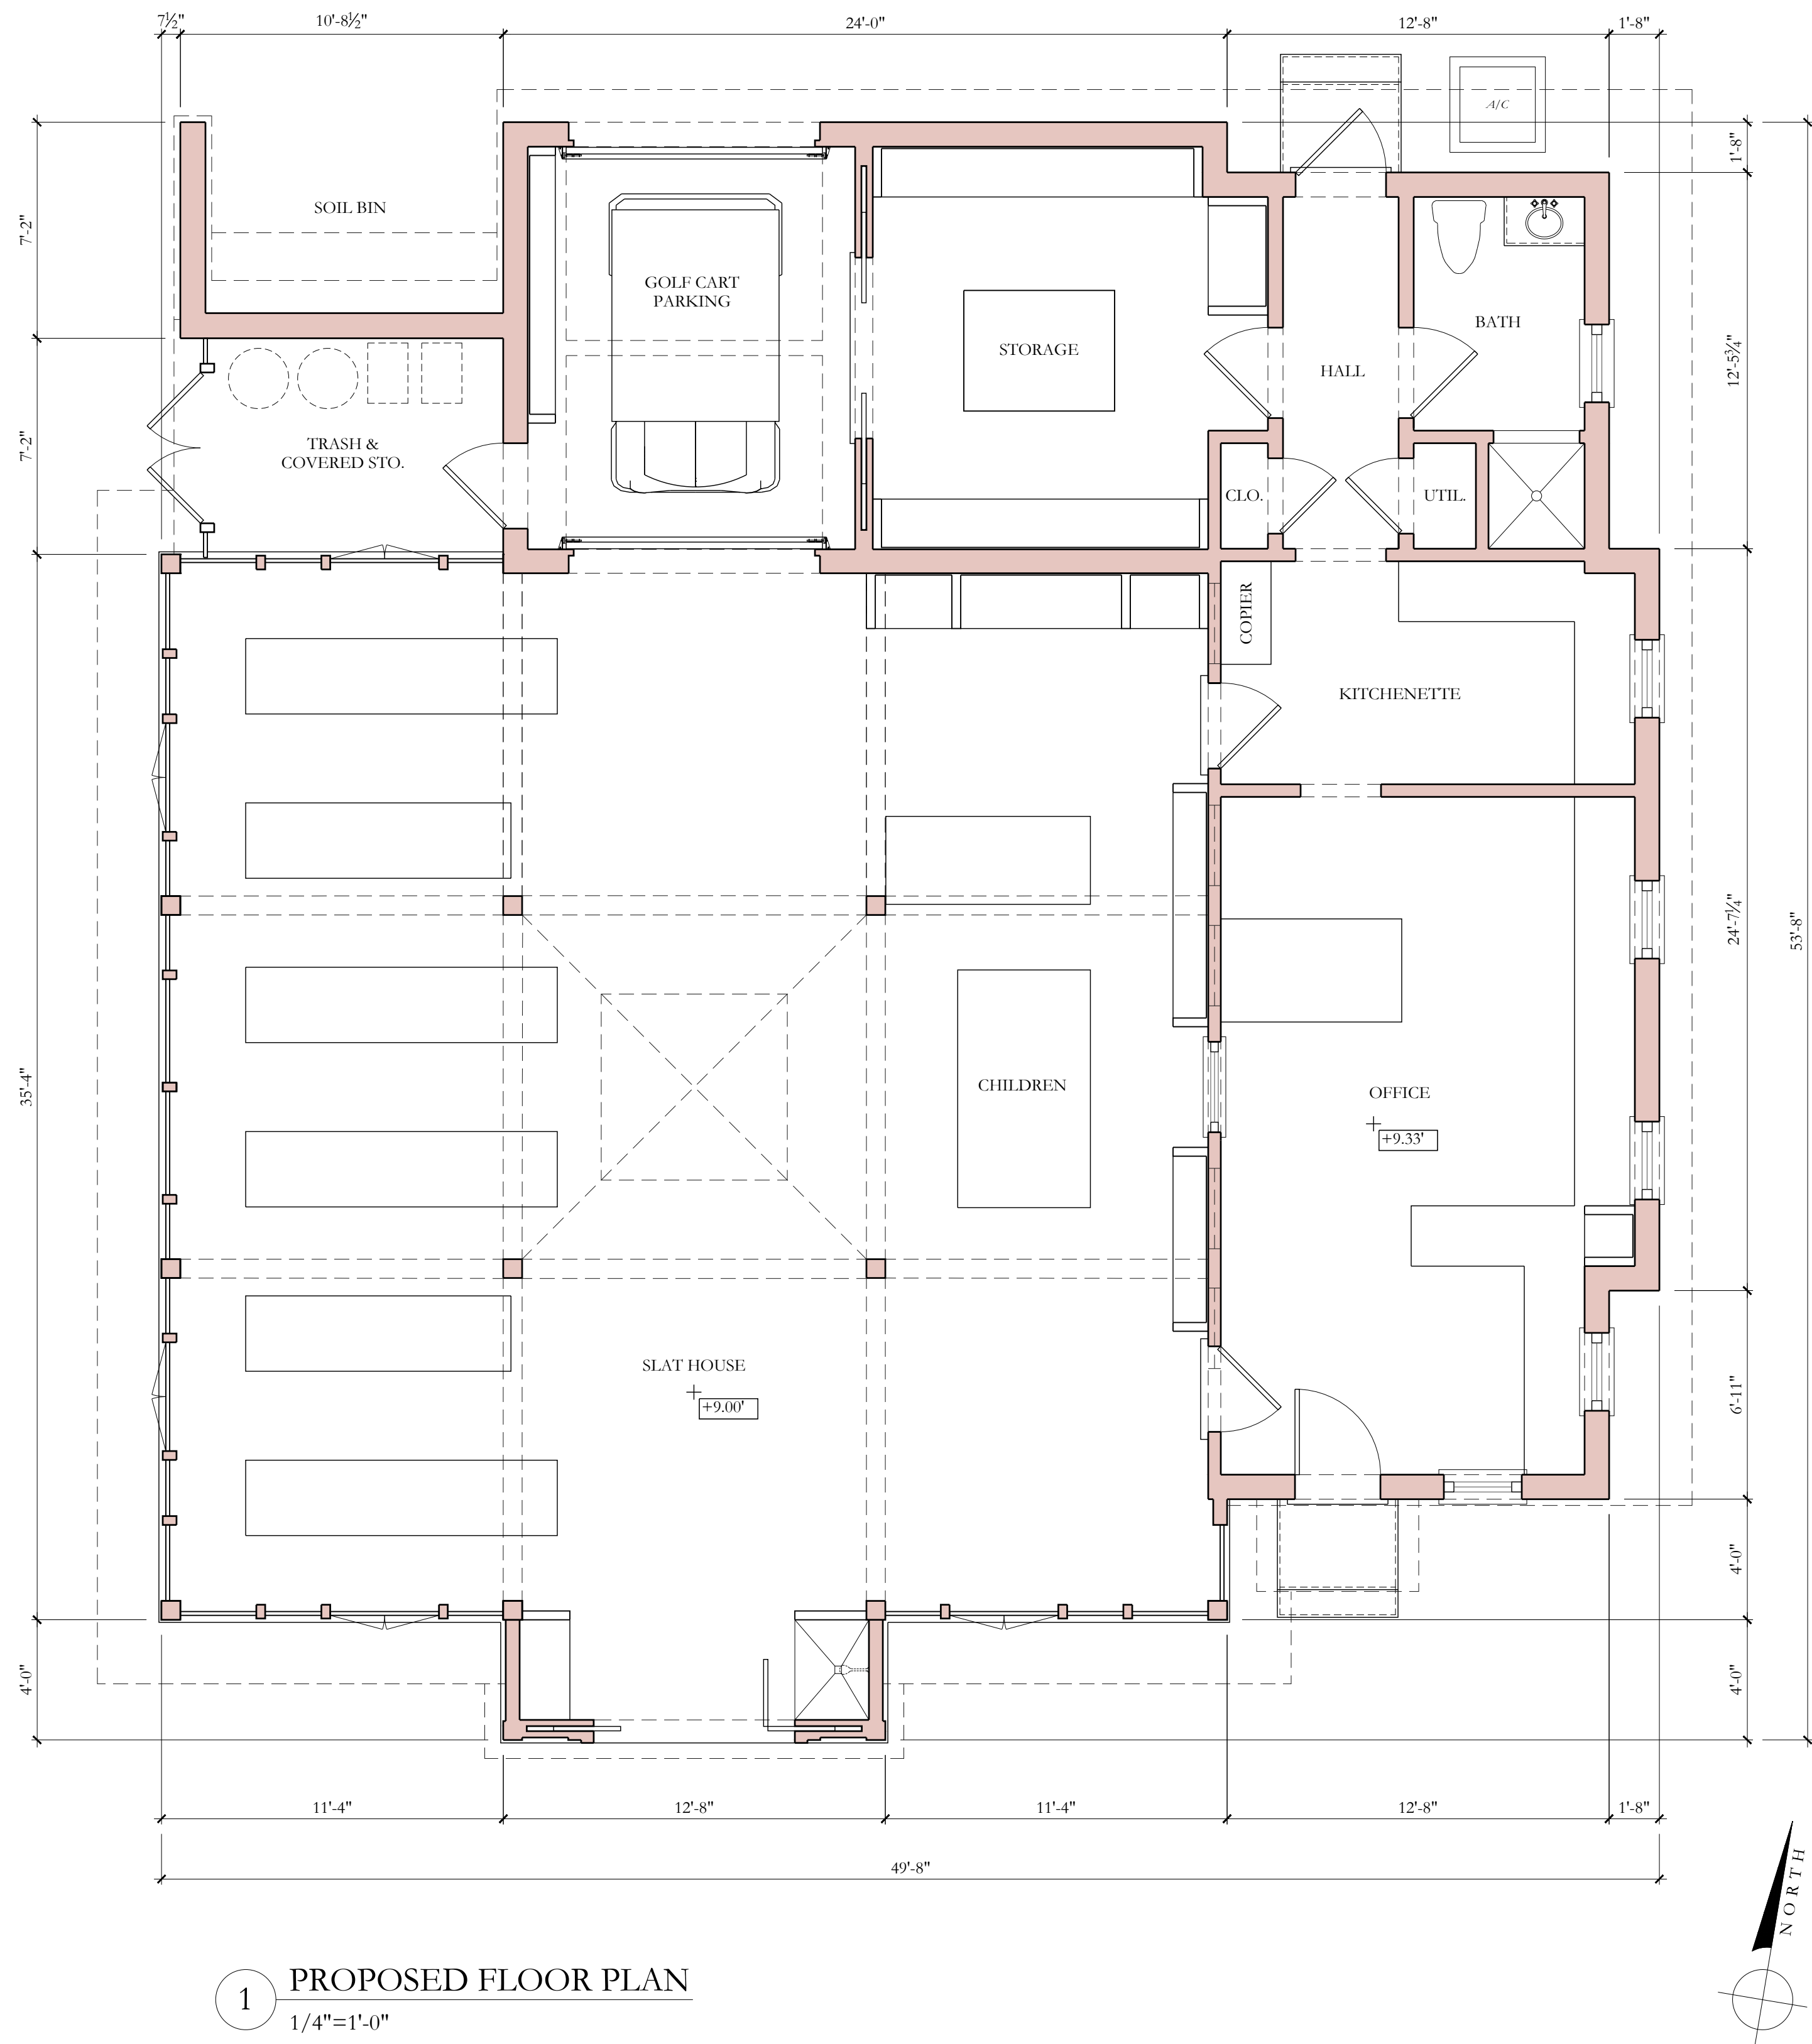 7½" 10'-8½" 24'-0" 12'-8" 1'-8"
A/C
1'-8"
SOIL BIN
7'-2"
GOLF CART
PARKING
BATH
STORAGE
12'-5¾"
HALL
TRASH &
COVERED STO.
7'-2"
CLO.
UTIL.
COPIER
KITCHENETTE
24'-7¼"
53'-8"
35'-4"
CHILDREN
OFFICE
+9.33'
SLAT HOUSE
+9.00'
6'-11"
4'-0"
4'-0"
4'-0"
11'-4" 12'-8" 11'-4" 12'-8" 1'-8"
49'-8"
NORTH
1 PROPOSED FLOOR PLAN
1/4"=1'-0"